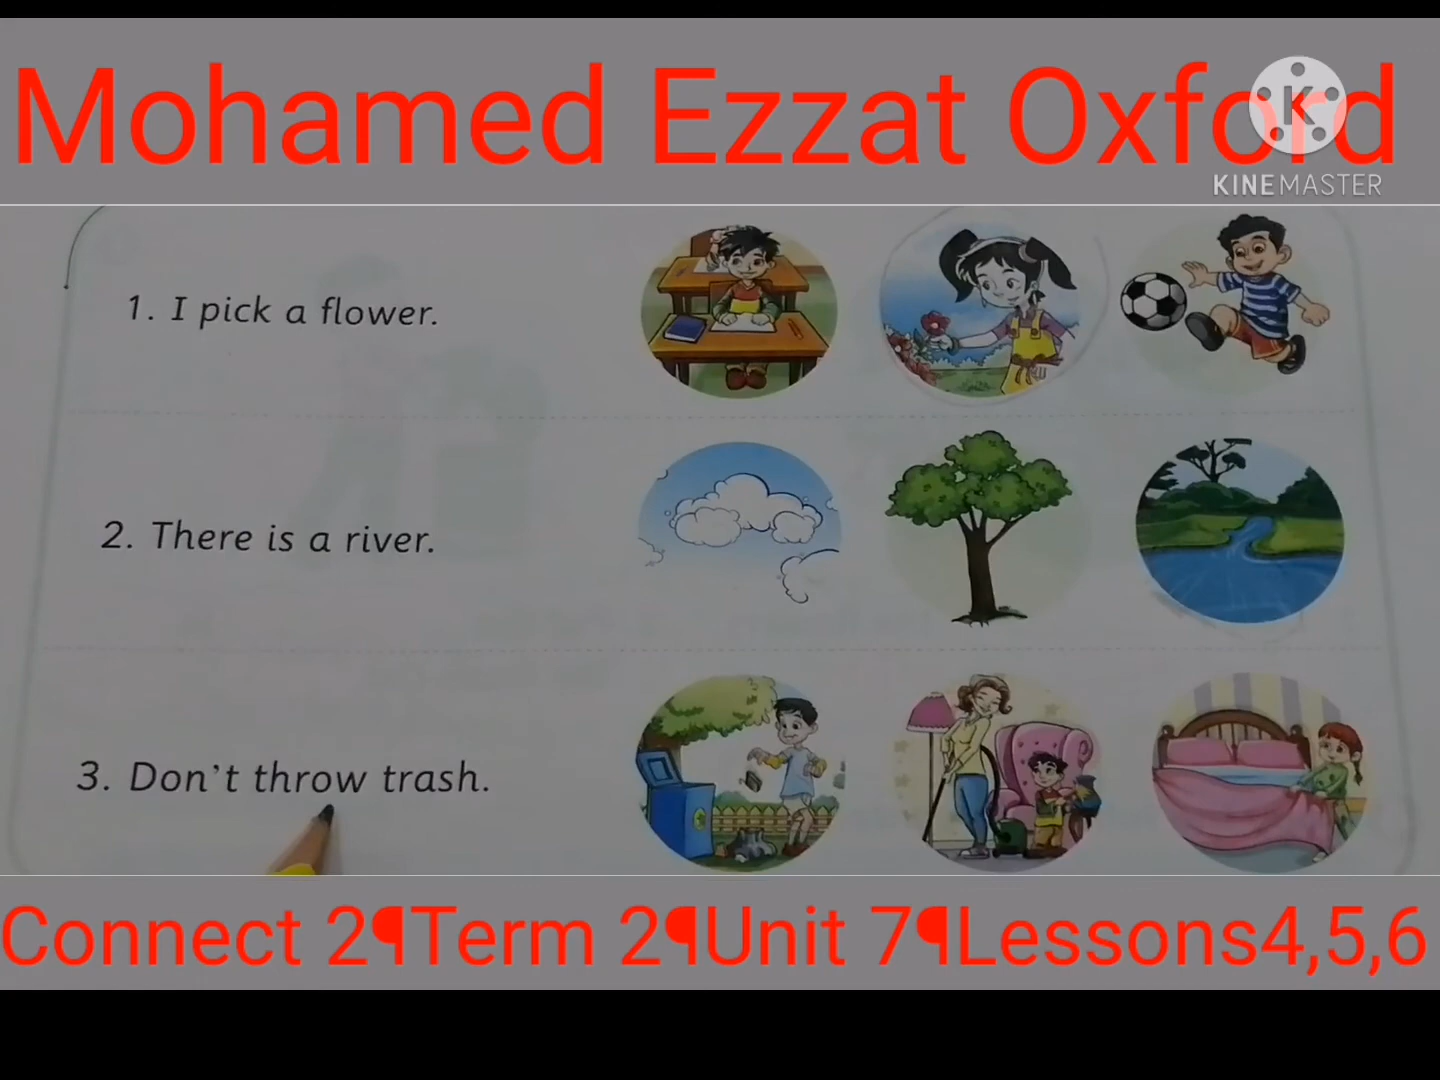 Mohamed Ezzat Oxford
KINEMASTER
1. I pick a flower.
2. There is a river.
3. Don't throw trash.
Connect 2¶Term 2¶Unit 7¶Lessons4,5,6